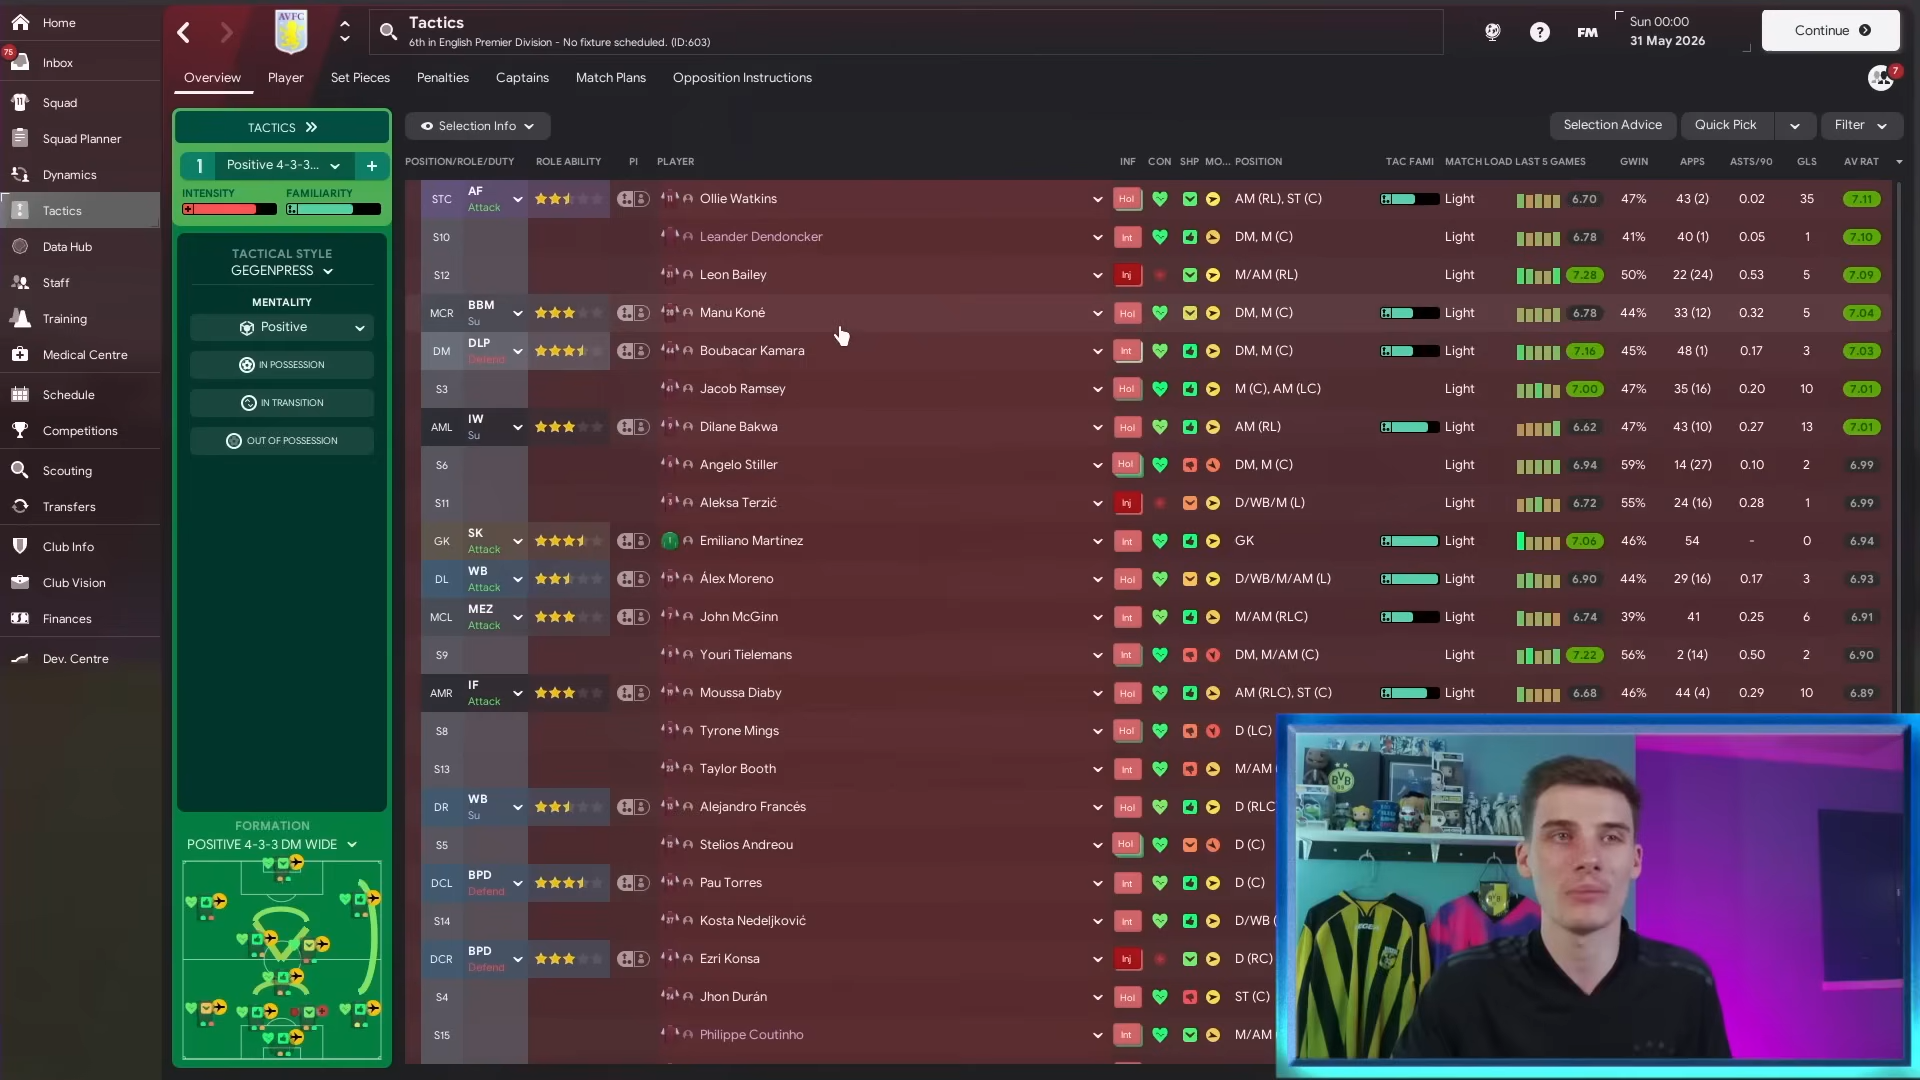 Home
75
Inbox
Squad
Squad Planner
Dynamics
Tactics
Data Hub
Staff
Training
Medical Centre
Schedule
Competitions
Scouting
Transfers
Club Info
Club Vision
Finances
Dev. Centre
AVFC
Tactics
6th in English Premier Division - No fixture scheduled. (ID:603)
FM
Sun 00:00
31 May 2026
Continue
Overview Player Set Pieces Penalties Captains Match Plans Opposition Instructions
7
TACTICS
1 Positive 4-3-3...
INTENSITY FAMILIARITY
TACTICAL STYLE
GEGENPRESS
MENTALITY
Positive
IN POSSESSION
IN TRANSITION
OUT OF POSSESSION
FORMATION
POSITIVE 4-3-3 DM WIDE
Selection Info
Selection Advice Quick Pick Filter
POSITION/ROLE/DUTY ROLE ABILITY PI PLAYER INF CON SHP MO... POSITION TAC FAMI MATCH LOAD LAST 5 GAMES GWIN APPS ASTS/90 GLS AV RAT
STC AF Attack Ollie Watkins Hol AM (RL), ST (C) Light 6.70 47% 43 (2) 0.02 35 7.11
S10 Leander Dendoncker Int DM, M (C) Light 6.78 41% 40 (1) 0.05 1 7.10
S12 Leon Bailey Inj M/AM (RL) Light 7.28 50% 22 (24) 0.53 5 7.09
MCR BBM Su Manu Koné Hol DM, M (C) Light 6.78 44% 33 (12) 0.32 5 7.04
DM DLP Defend Boubacar Kamara Int DM, M (C) Light 7.16 45% 48 (1) 0.17 3 7.03
S3 Jacob Ramsey Hol M (C), AM (LC) Light 7.00 47% 35 (16) 0.20 10 7.01
AML IW Su Dilane Bakwa Hol AM (RL) Light 6.62 47% 43 (10) 0.27 13 7.01
S6 Angelo Stiller Hol DM, M (C) Light 6.94 59% 14 (27) 0.10 2 6.99
S11 Aleksa Terzić Inj D/WB/M (L) Light 6.72 55% 24 (16) 0.28 1 6.99
GK SK Attack Emiliano Martínez Int GK Light 7.06 46% 54 - 0 6.94
DL WB Attack Álex Moreno Hol D/WB/M/AM (L) Light 6.90 44% 29 (16) 0.17 3 6.93
MCL MEZ Attack John McGinn Int M/AM (RLC) Light 6.74 39% 41 0.25 6 6.91
S9 Youri Tielemans Int DM, M/AM (C) Light 7.22 56% 2 (14) 0.50 2 6.90
AMR IF Attack Moussa Diaby Hol AM (RLC), ST (C) Light 6.68 46% 44 (4) 0.29 10 6.89
S8 Tyrone Mings Hol D (LC)
S13 Taylor Booth Int M/AM
DR WB Su Alejandro Francés Hol D (RLC
S5 Stelios Andreou Hol D (C)
DCL BPD Defend Pau Torres Int D (C)
S14 Kosta Nedeljković Int D/WB (
DCR BPD Defend Ezri Konsa Inj D (RC)
S4 Jhon Durán Hol ST (C)
S15 Philippe Coutinho Int M/AM
BVB